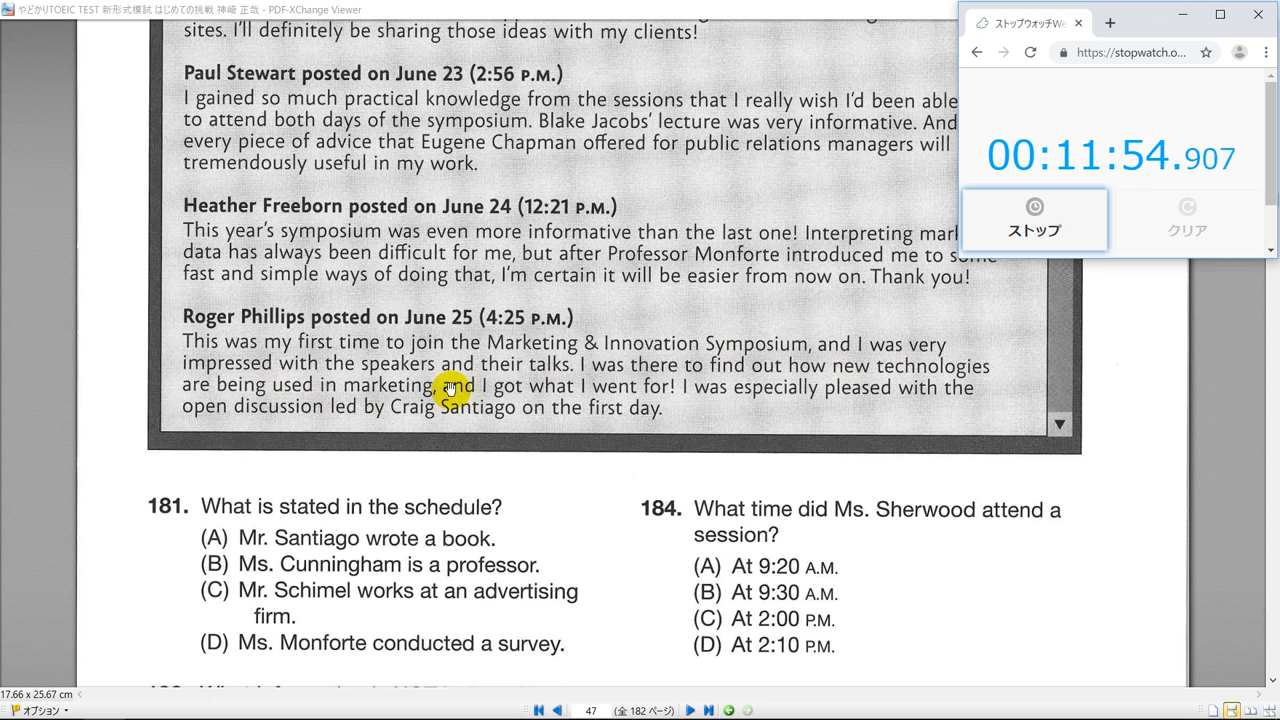 やどかりTOEIC TEST 新形式模試 はじめての挑戦 神崎 正哉 - PDF-XChange Viewer
sites. I'll definitely be sharing those ideas with my clients!
Paul Stewart posted on June 23 (2:56 P.M.)
I gained so much practical knowledge from the sessions that I really wish I'd been able
to attend both days of the symposium. Blake Jacobs' lecture was very informative. And
every piece of advice that Eugene Chapman offered for public relations managers will
tremendously useful in my work.
Heather Freeborn posted on June 24 (12:21 P.M.)
This year's symposium was even more informative than the last one! Interpreting mark
data has always been difficult for me, but after Professor Monforte introduced me to some
fast and simple ways of doing that, I'm certain it will be easier from now on. Thank you!
Roger Phillips posted on June 25 (4:25 P.M.)
This was my first time to join the Marketing & Innovation Symposium, and I was very
impressed with the speakers and their talks. I was there to find out how new technologies
are being used in marketing, and I got what I went for! I was especially pleased with the
open discussion led by Craig Santiago on the first day.
181. What is stated in the schedule?
(A) Mr. Santiago wrote a book.
(B) Ms. Cunningham is a professor.
(C) Mr. Schimel works at an advertising
firm.
(D) Ms. Monforte conducted a survey.
184. What time did Ms. Sherwood attend a
session?
(A) At 9:20 A.M.
(B) At 9:30 A.M.
(C) At 2:00 P.M.
(D) At 2:10 P.M.
ストップウォッチWe
https://stopwatch.o...
00:11:54.907
ストップ
クリア
17.66 x 25.67 cm
オプション
47
(全 182 ページ)